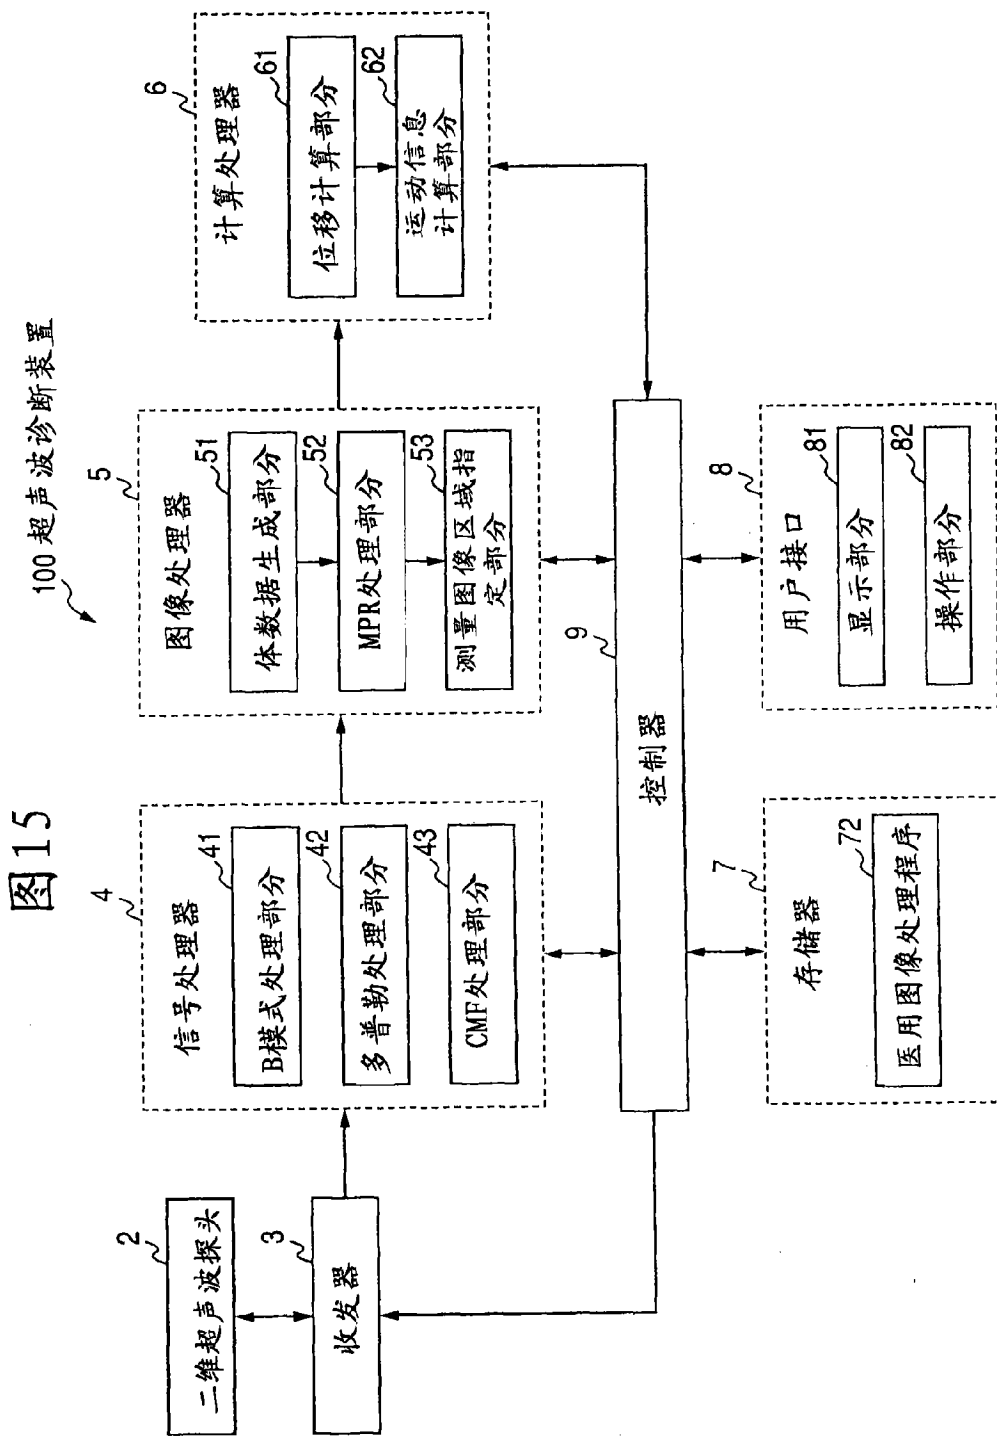 图15
100 超声波诊断装置
2
二维超声波探头
3
收发器
4
信号处理器
41
B模式处理部分
42
多普勒处理部分
43
CMF处理部分
5
图像处理器
51
体数据生成部分
52
MPR处理部分
53
测量图像区域指
定部分
6
计算处理器
61
位移计算部分
62
运动信息
计算部分
9
控制器
7
存储器
72
医用图像处理程序
8
用户接口
81
显示部分
82
操作部分